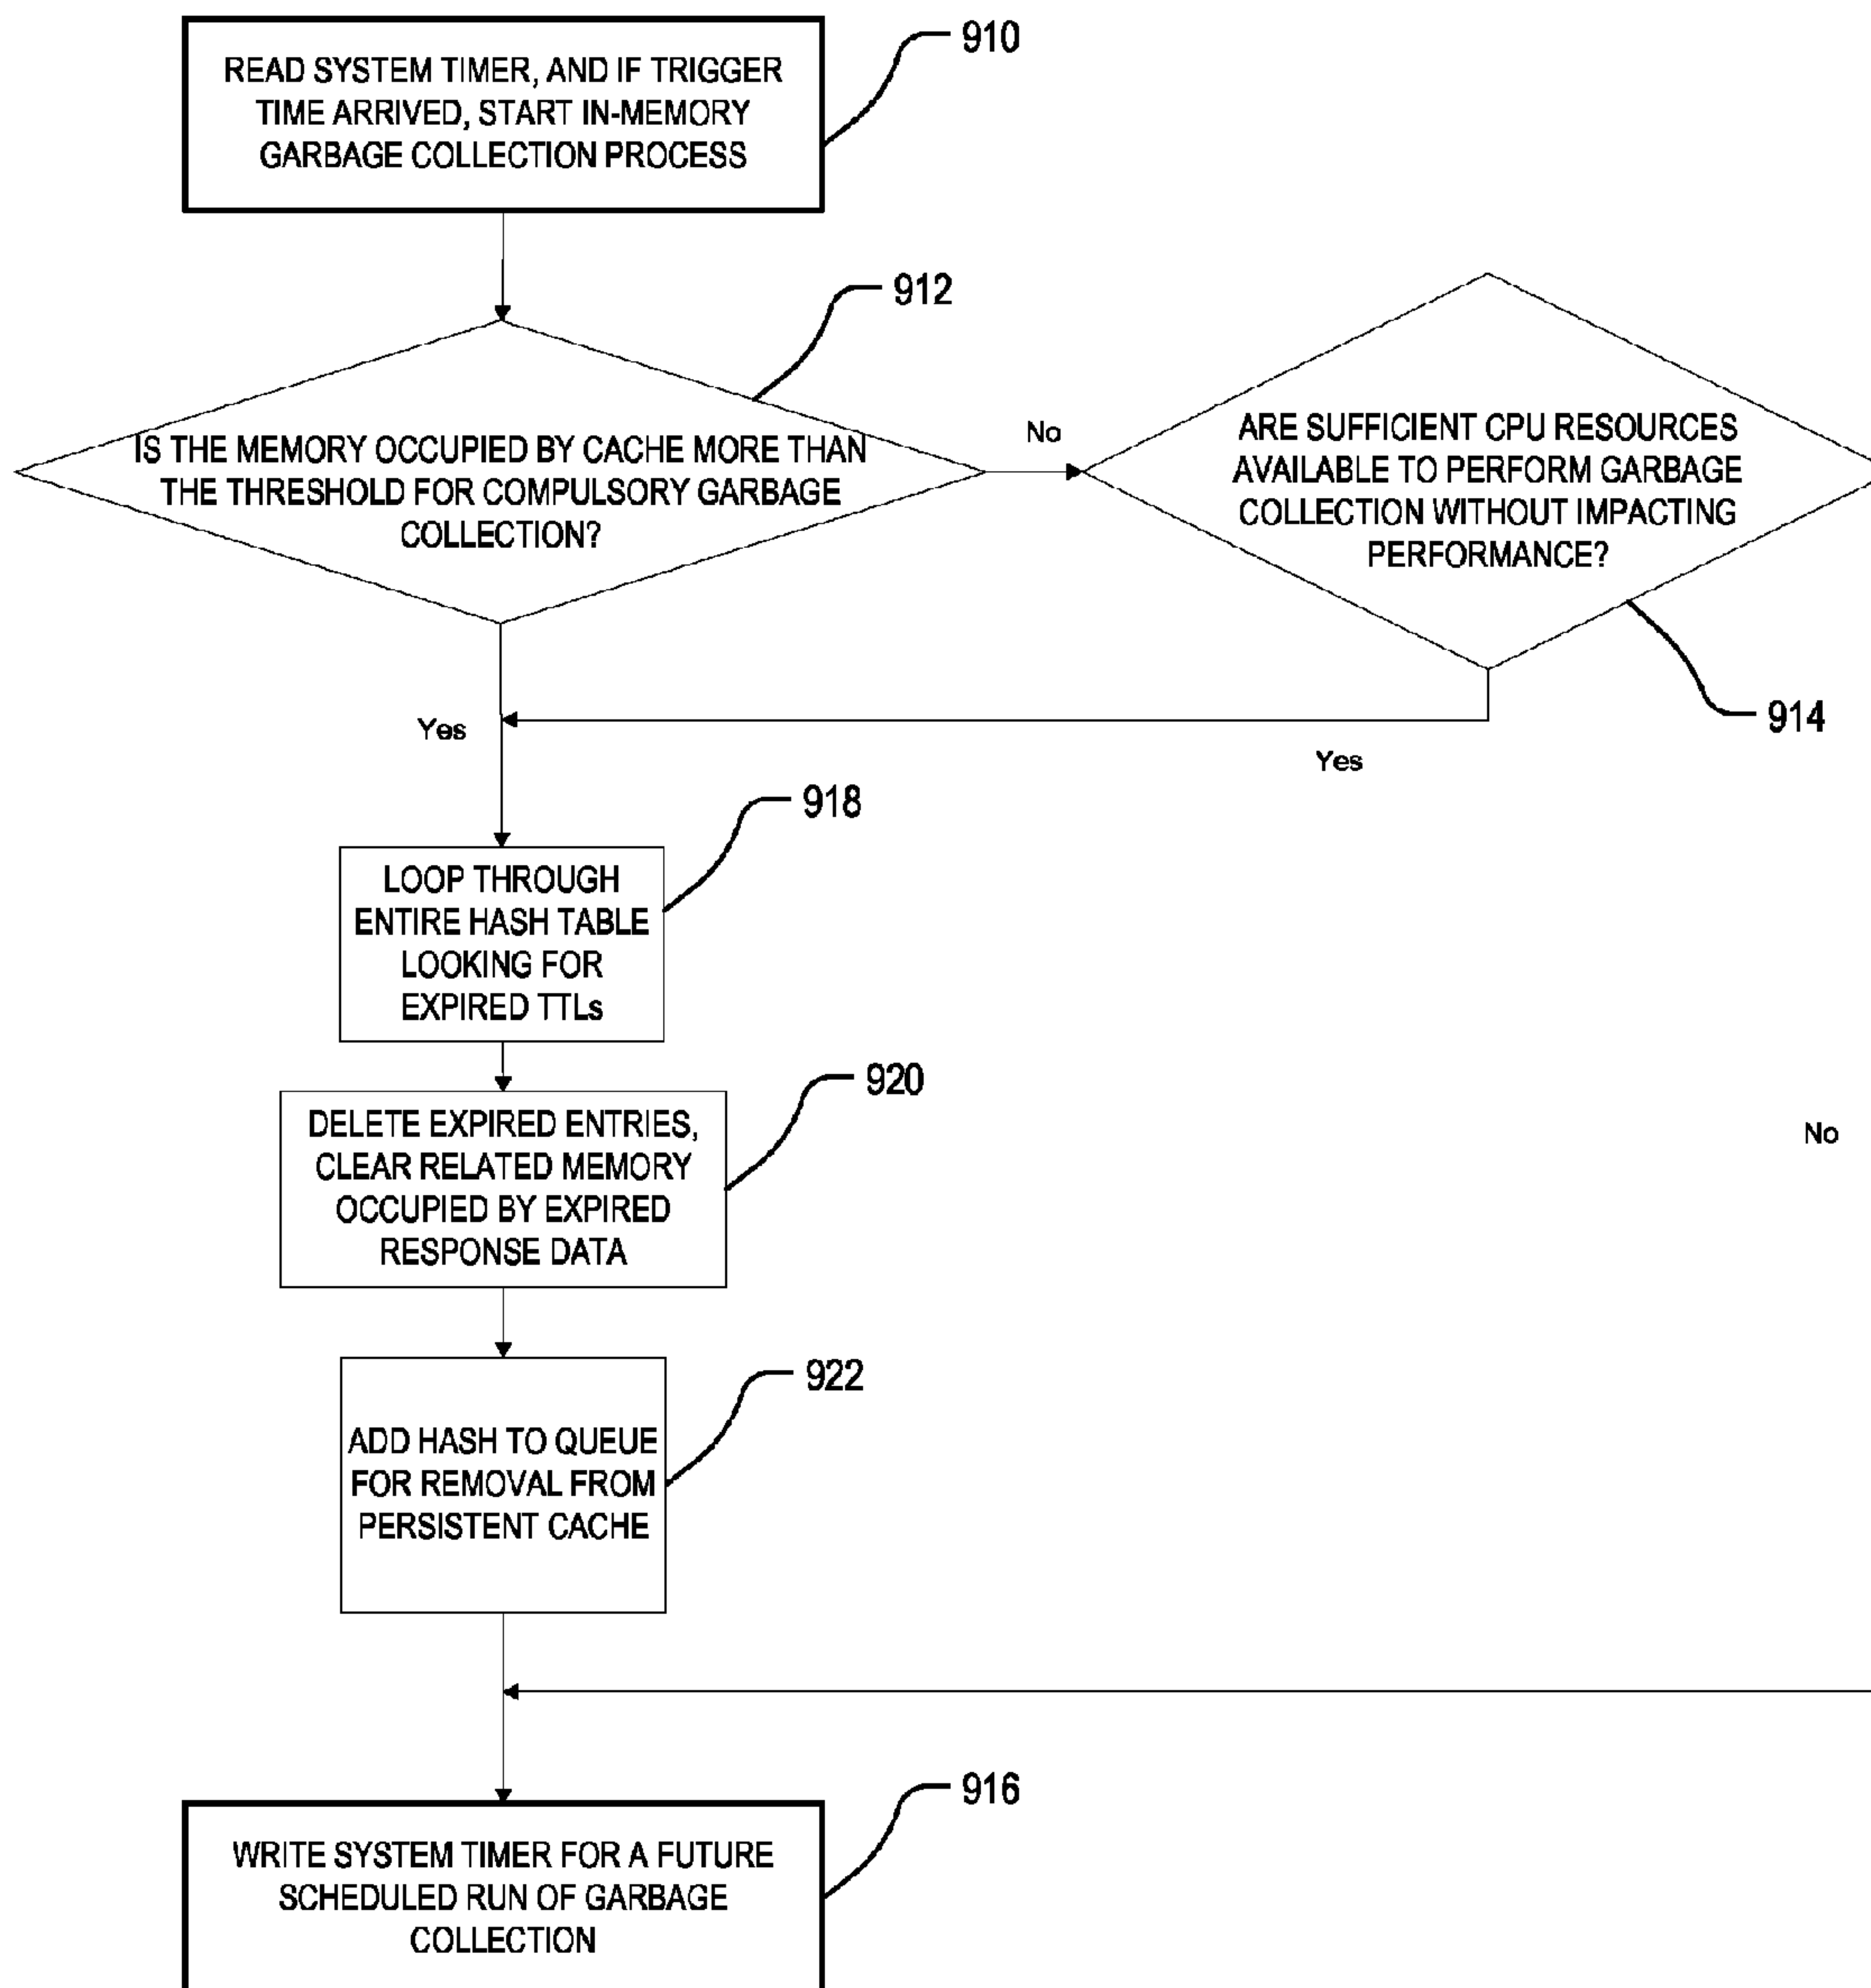 READ SYSTEM TIMER, AND IF TRIGGER
TIME ARRIVED, START IN-MEMORY
GARBAGE COLLECTION PROCESS
910
912
IS THE MEMORY OCCUPIED BY CACHE MORE THAN
THE THRESHOLD FOR COMPULSORY GARBAGE
COLLECTION?
No
ARE SUFFICIENT CPU RESOURCES
AVAILABLE TO PERFORM GARBAGE
COLLECTION WITHOUT IMPACTING
PERFORMANCE?
914
Yes
Yes
918
LOOP THROUGH
ENTIRE HASH TABLE
LOOKING FOR
EXPIRED TTLs
920
DELETE EXPIRED ENTRIES,
CLEAR RELATED MEMORY
OCCUPIED BY EXPIRED
RESPONSE DATA
No
922
ADD HASH TO QUEUE
FOR REMOVAL FROM
PERSISTENT CACHE
916
WRITE SYSTEM TIMER FOR A FUTURE
SCHEDULED RUN OF GARBAGE
COLLECTION